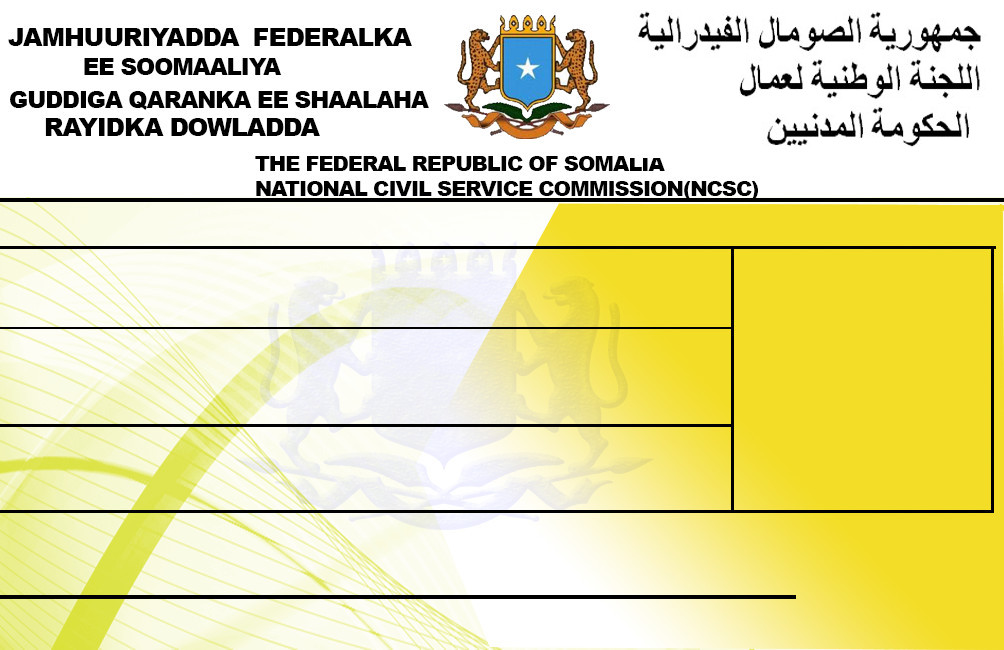 JAMHUURIYADDA FEDERALKA
EE SOOMAALIYA
GUDDIGA QARANKA EE SHAALAHA
RAYIDKA DOWLADDA
جمهورية الصومال الفيدرالية
اللجنة الوطنية لعمال
الحكومة المدنيين
THE FEDERAL REPUBLIC OF SOMALiA
NATIONAL CIVIL SERVICE COMMISSION(NCSC)